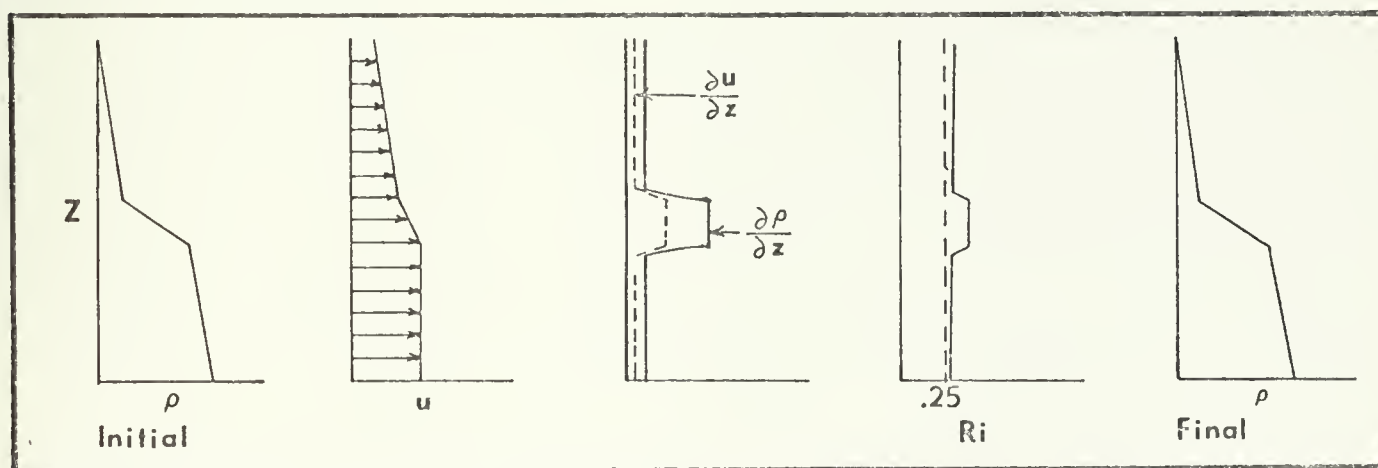 ∂u/∂z
Z
∂ρ/∂z
ρ
u
.25
ρ
Initial
Ri
Final